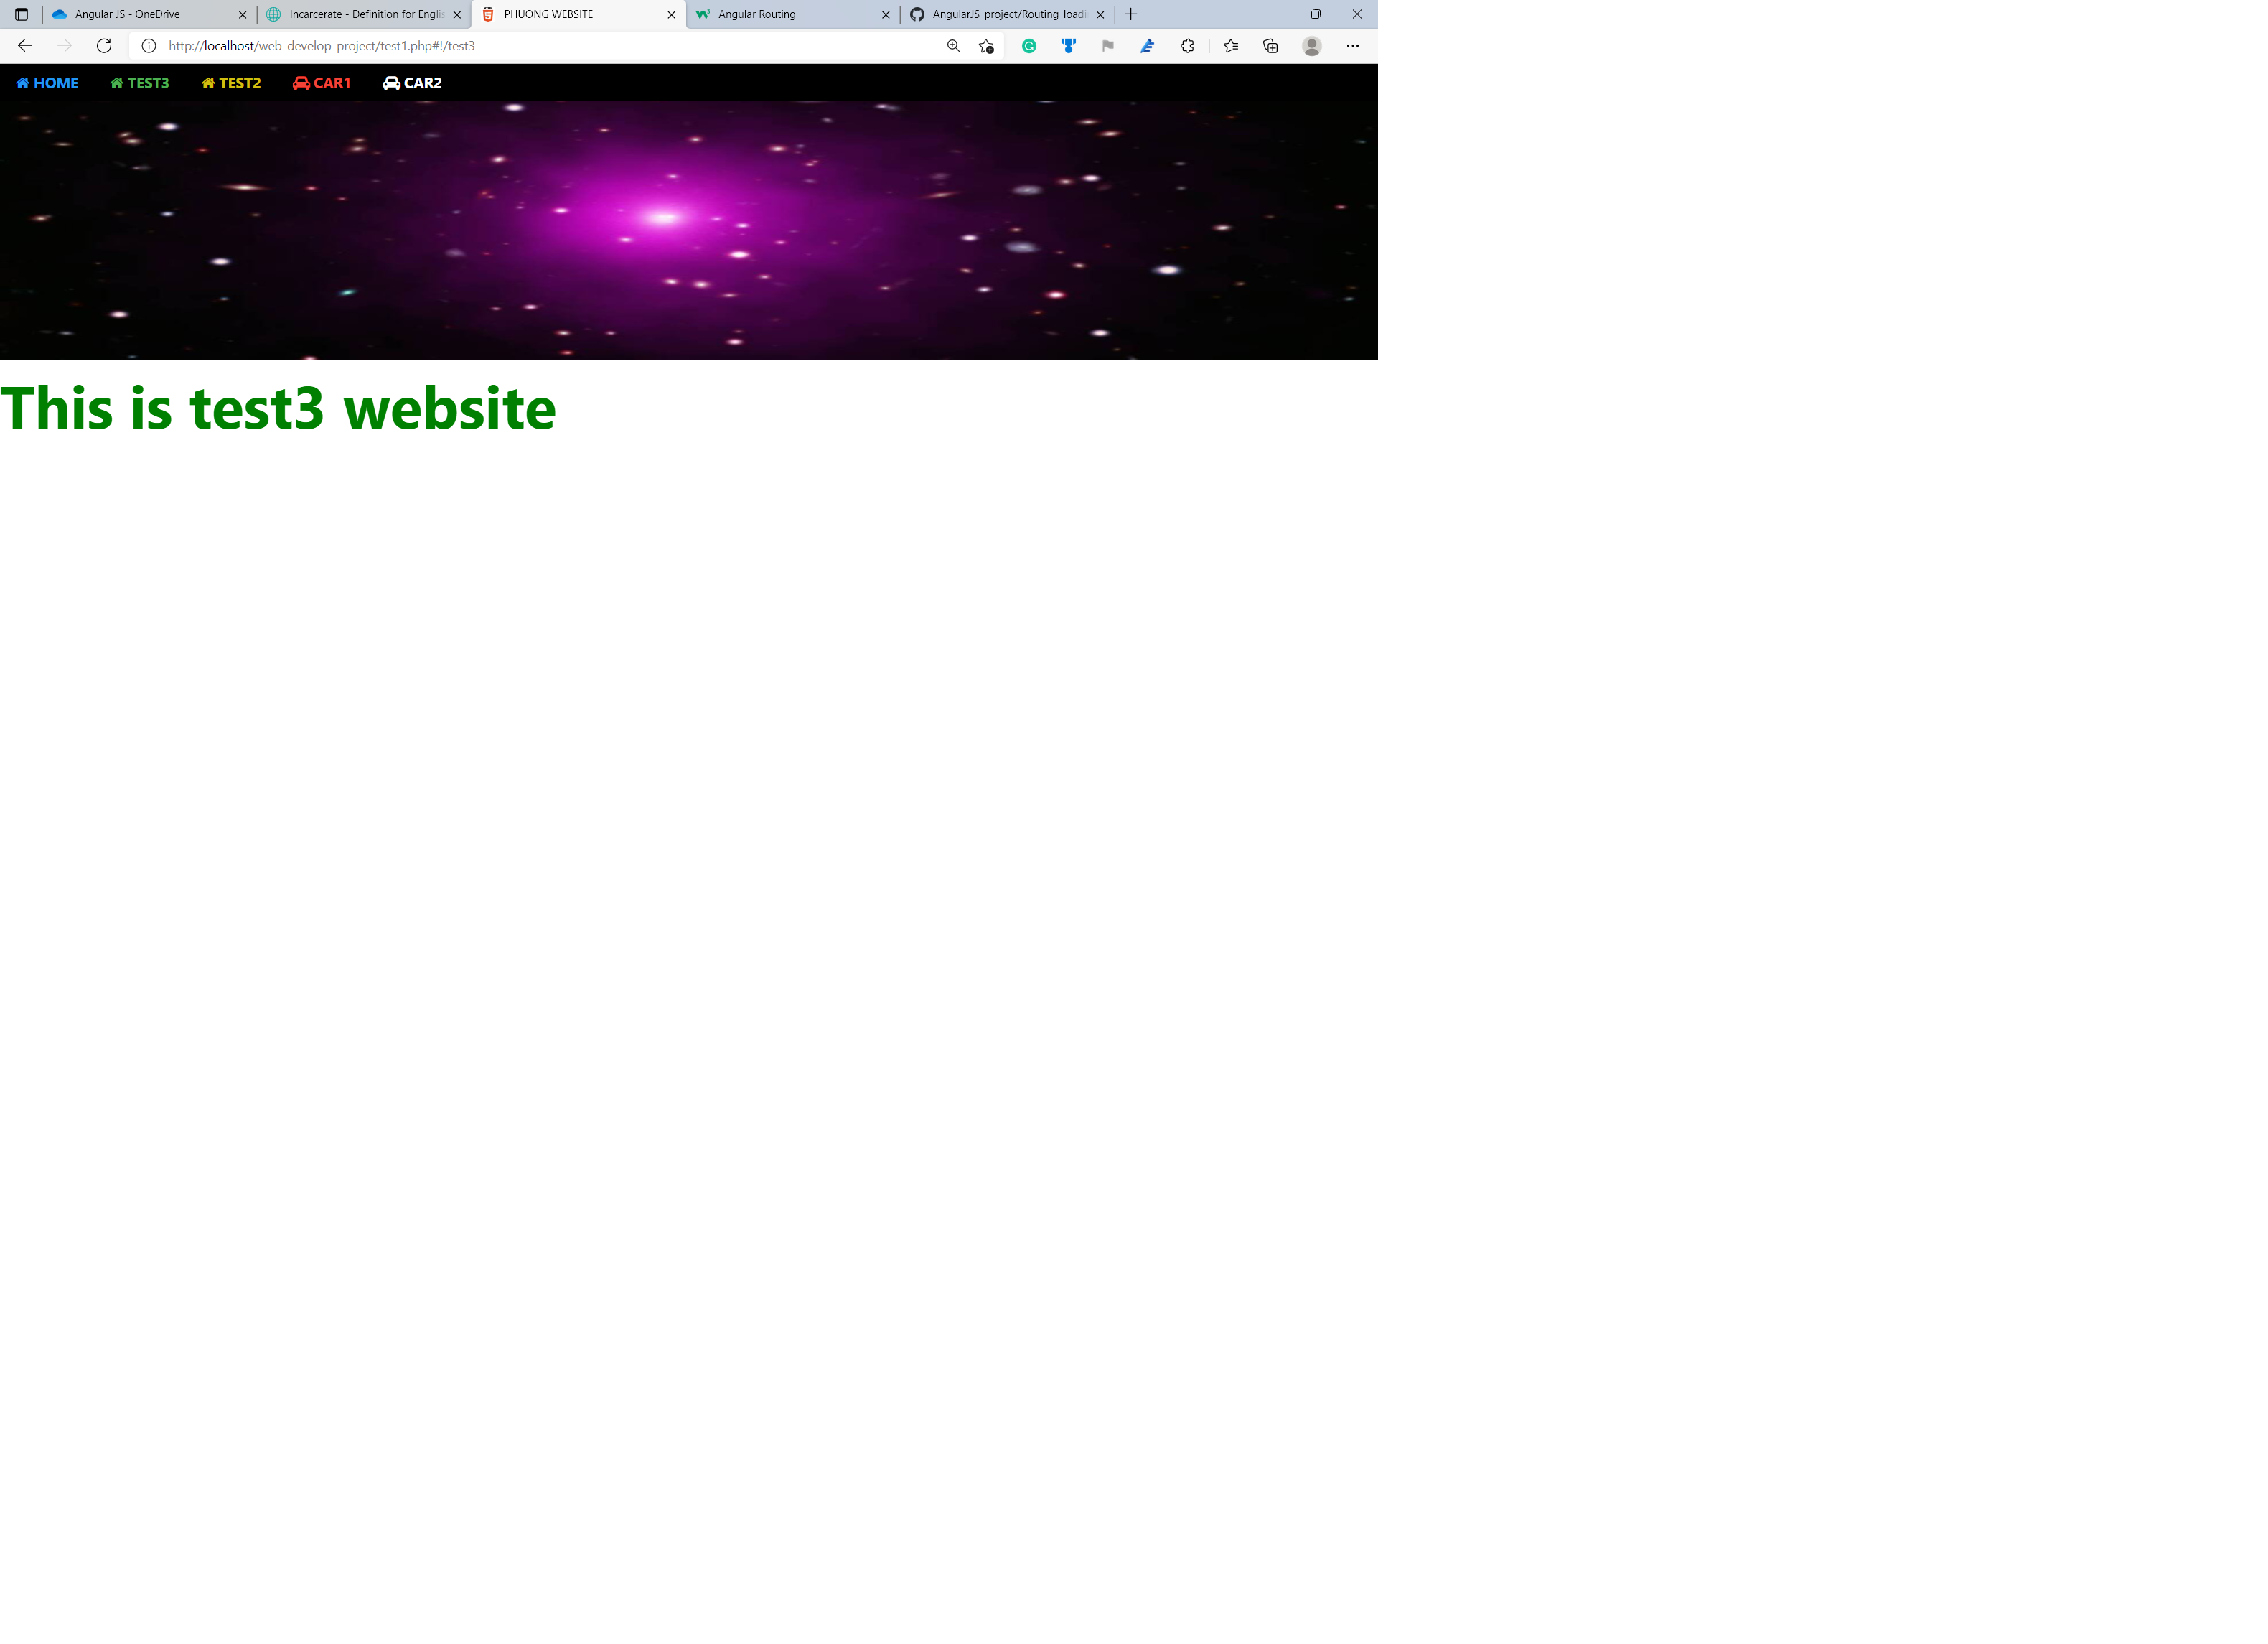 Angular JS - OneDrive
Incarcerate - Definition for Englis
PHUONG WEBSITE
Angular Routing
AngularJS_project/Routing_loadi
http://localhost/web_develop_project/test1.php#!/test3
HOME TEST3 TEST2 CAR1 CAR2
This is test3 website